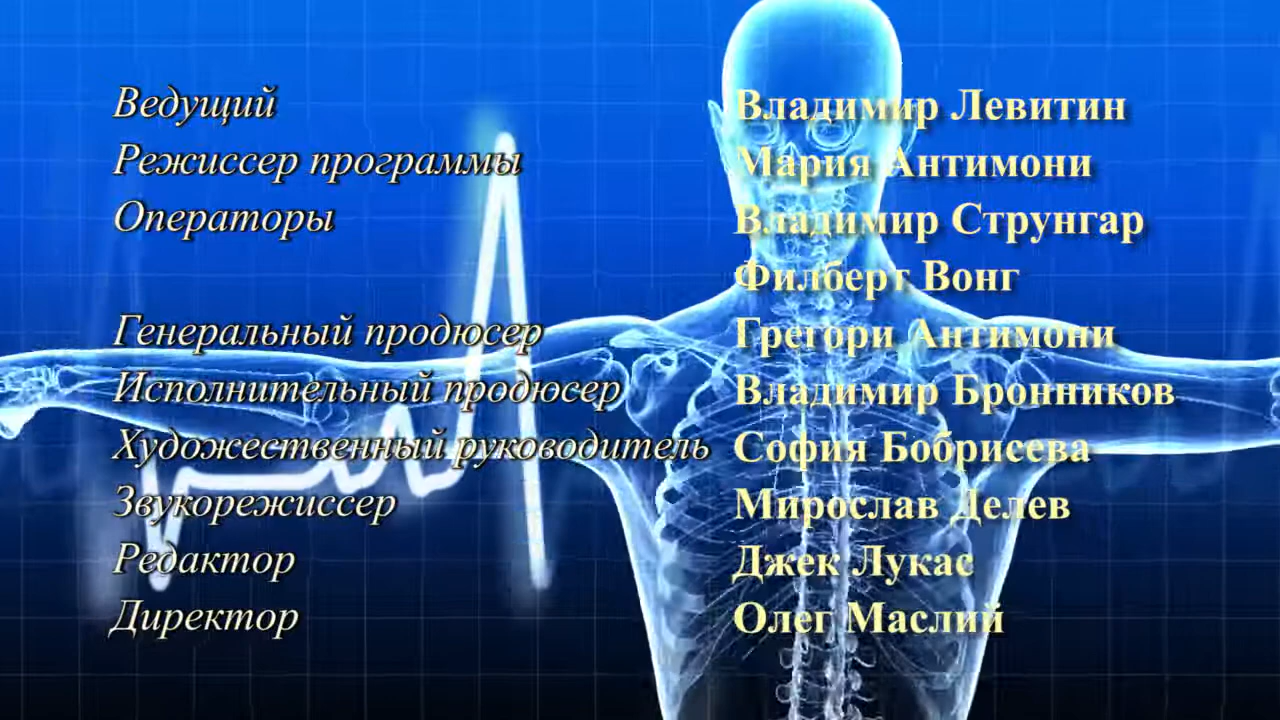 Ведущий Владимир Левитин
Режиссер программы Мария Антимони
Операторы Владимир Струнгар
Филберт Вонг
Генеральный продюсер Грегори Антимони
Исполнительный продюсер Владимир Бронников
Художественный руководитель София Бобрисева
Звукорежиссер Мирослав Делев
Редактор Джек Лукас
Директор Олег Маслий